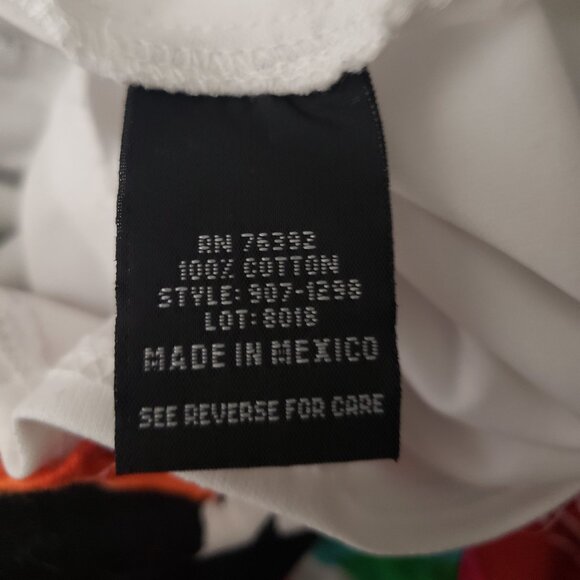 RN 76392
100% COTTON
STYLE: 907-1298
LOT: 8018
MADE IN MEXICO
SEE REVERSE FOR CARE